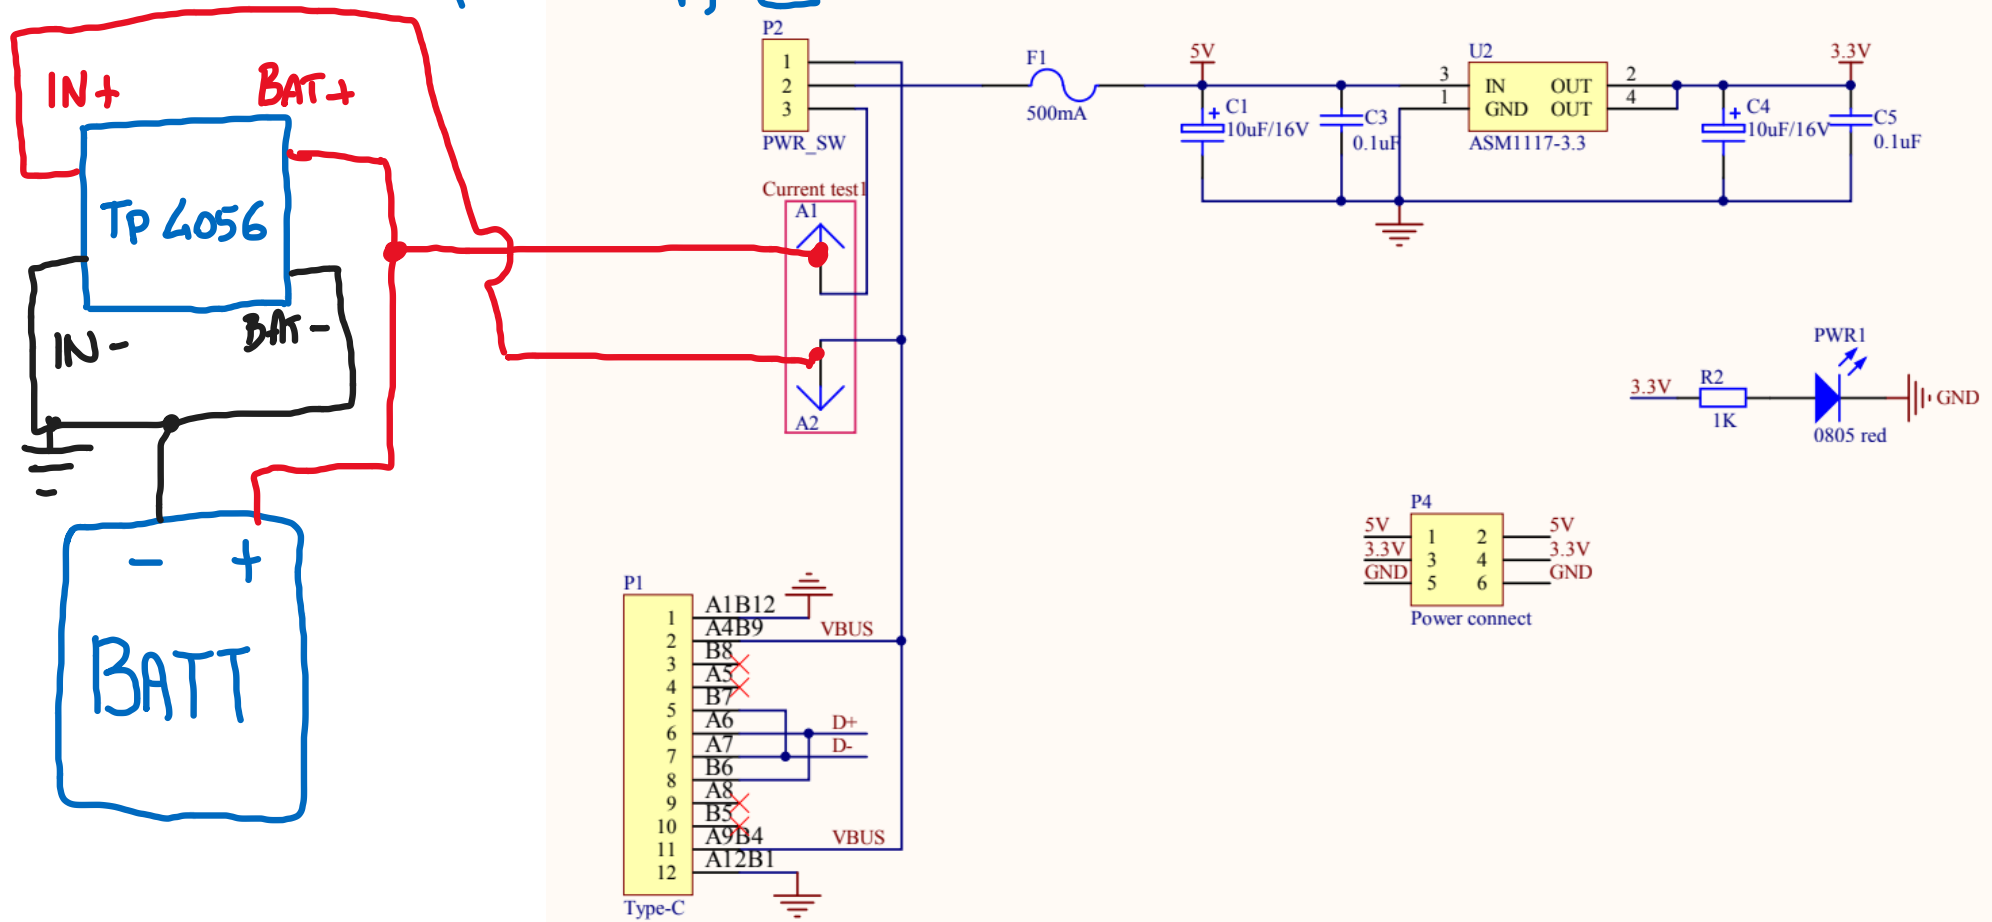 IN+
BAT+
TP4056
IN-
BAT-
- +
BATT
P2
1
2
3
PWR_SW
Current test1
A1
A2
F1
500mA
5V
C1
10uF/16V
C3
0.1uF
U2
3 IN OUT 2
1 GND OUT 4
ASM1117-3.3
3.3V
C4
10uF/16V
C5
0.1uF
PWR1
3.3V R2 GND
1K 0805 red
P4
5V 1 2 5V
3.3V 3 4 3.3V
GND 5 6 GND
Power connect
P1
1 A1B12
2 A4B9 VBUS
3 B8
4 A5
5 B7
6 A6 D+
7 A7 D-
8 B6
9 A8
10 B5
11 A9B4 VBUS
12 A12B1
Type-C